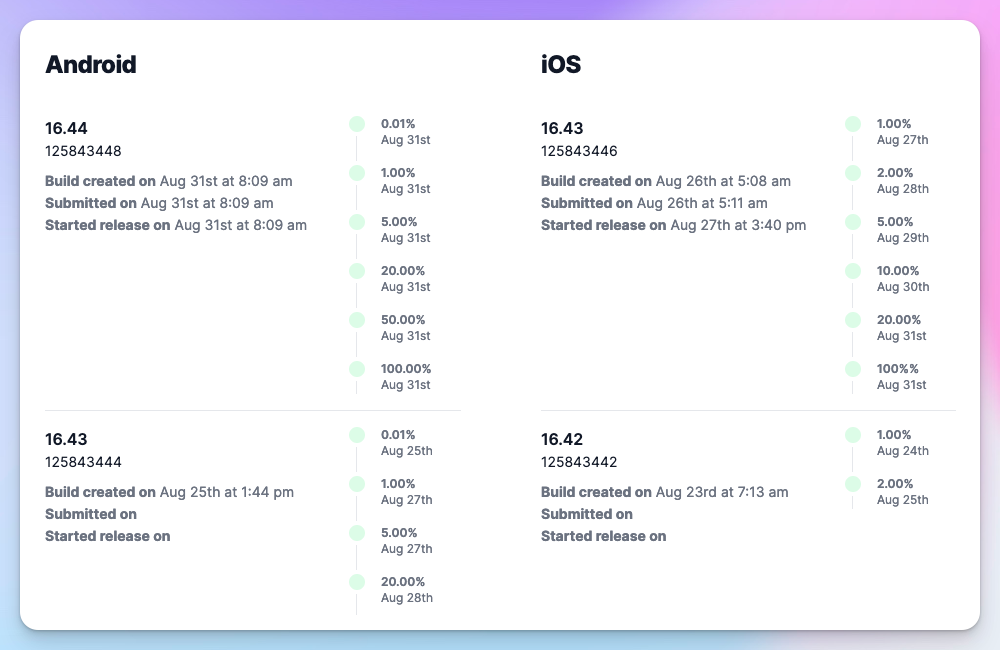 Android
16.44
125843448
Build created on Aug 31st at 8:09 am
Submitted on Aug 31st at 8:09 am
Started release on Aug 31st at 8:09 am
0.01%
Aug 31st
1.00%
Aug 31st
5.00%
Aug 31st
20.00%
Aug 31st
50.00%
Aug 31st
100.00%
Aug 31st
16.43
125843444
Build created on Aug 25th at 1:44 pm
Submitted on
Started release on
0.01%
Aug 25th
1.00%
Aug 27th
5.00%
Aug 27th
20.00%
Aug 28th
iOS
16.43
125843446
Build created on Aug 26th at 5:08 am
Submitted on Aug 26th at 5:11 am
Started release on Aug 27th at 3:40 pm
1.00%
Aug 27th
2.00%
Aug 28th
5.00%
Aug 29th
10.00%
Aug 30th
20.00%
Aug 31st
100%%
Aug 31st
16.42
125843442
Build created on Aug 23rd at 7:13 am
Submitted on
Started release on
1.00%
Aug 24th
2.00%
Aug 25th